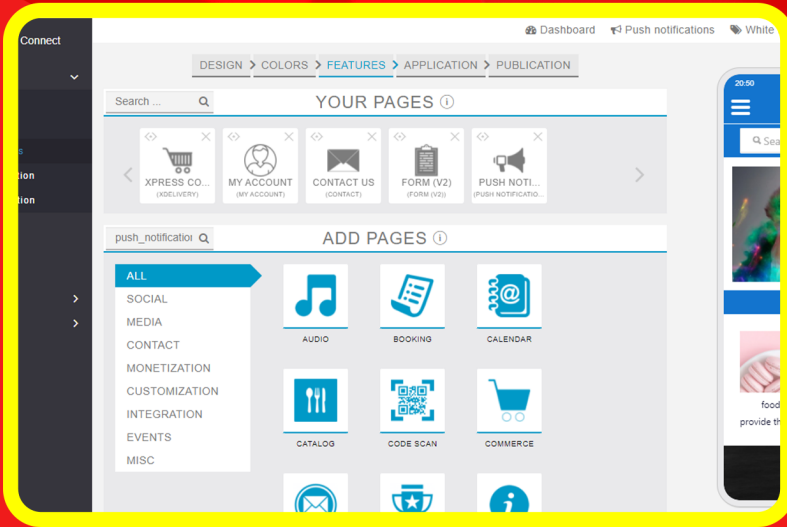 Connect
Dashboard Push notifications White
DESIGN > COLORS > FEATURES > APPLICATION > PUBLICATION
Search ...
YOUR PAGES
XPRESS CO...
(XDELIVERY)
MY ACCOUNT
(MY ACCOUNT)
CONTACT US
(CONTACT)
FORM (V2)
(FORM (V2))
PUSH NOTI...
(PUSH NOTIFICATIO...
tion
tion
push_notification
ADD PAGES
ALL
SOCIAL
MEDIA
CONTACT
MONETIZATION
CUSTOMIZATION
INTEGRATION
EVENTS
MISC
AUDIO
BOOKING
CALENDAR
CATALOG
CODE SCAN
COMMERCE
20:50
Sea
food
provide th